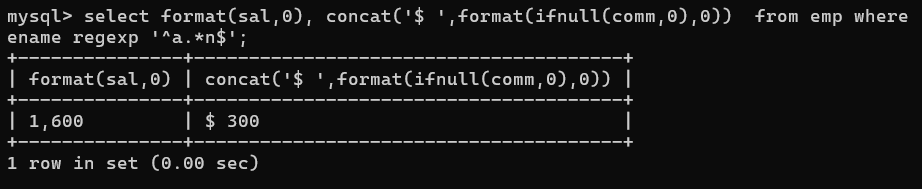 mysql> select format(sal,0), concat('$ ',format(ifnull(comm,0),0))  from emp where
ename regexp '^a.*n$';
+---------------+---------------------------------------+
| format(sal,0) | concat('$ ',format(ifnull(comm,0),0)) |
+---------------+---------------------------------------+
| 1,600         | $ 300                                 |
+---------------+---------------------------------------+
1 row in set (0.00 sec)